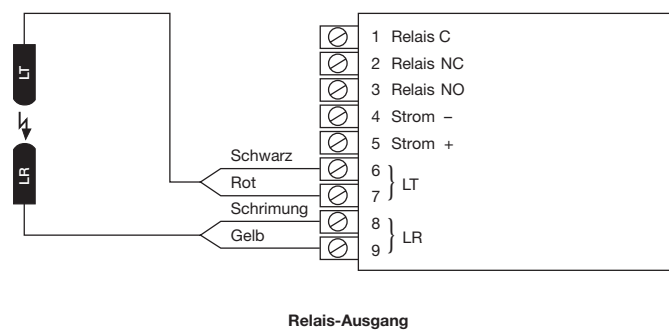 1 Relais C
2 Relais NC
3 Relais NO
4 Strom –
5 Strom +
Schwarz 6
Rot 7
LT
Schrimung 8
Gelb 9
LR
LT
LR
Relais-Ausgang